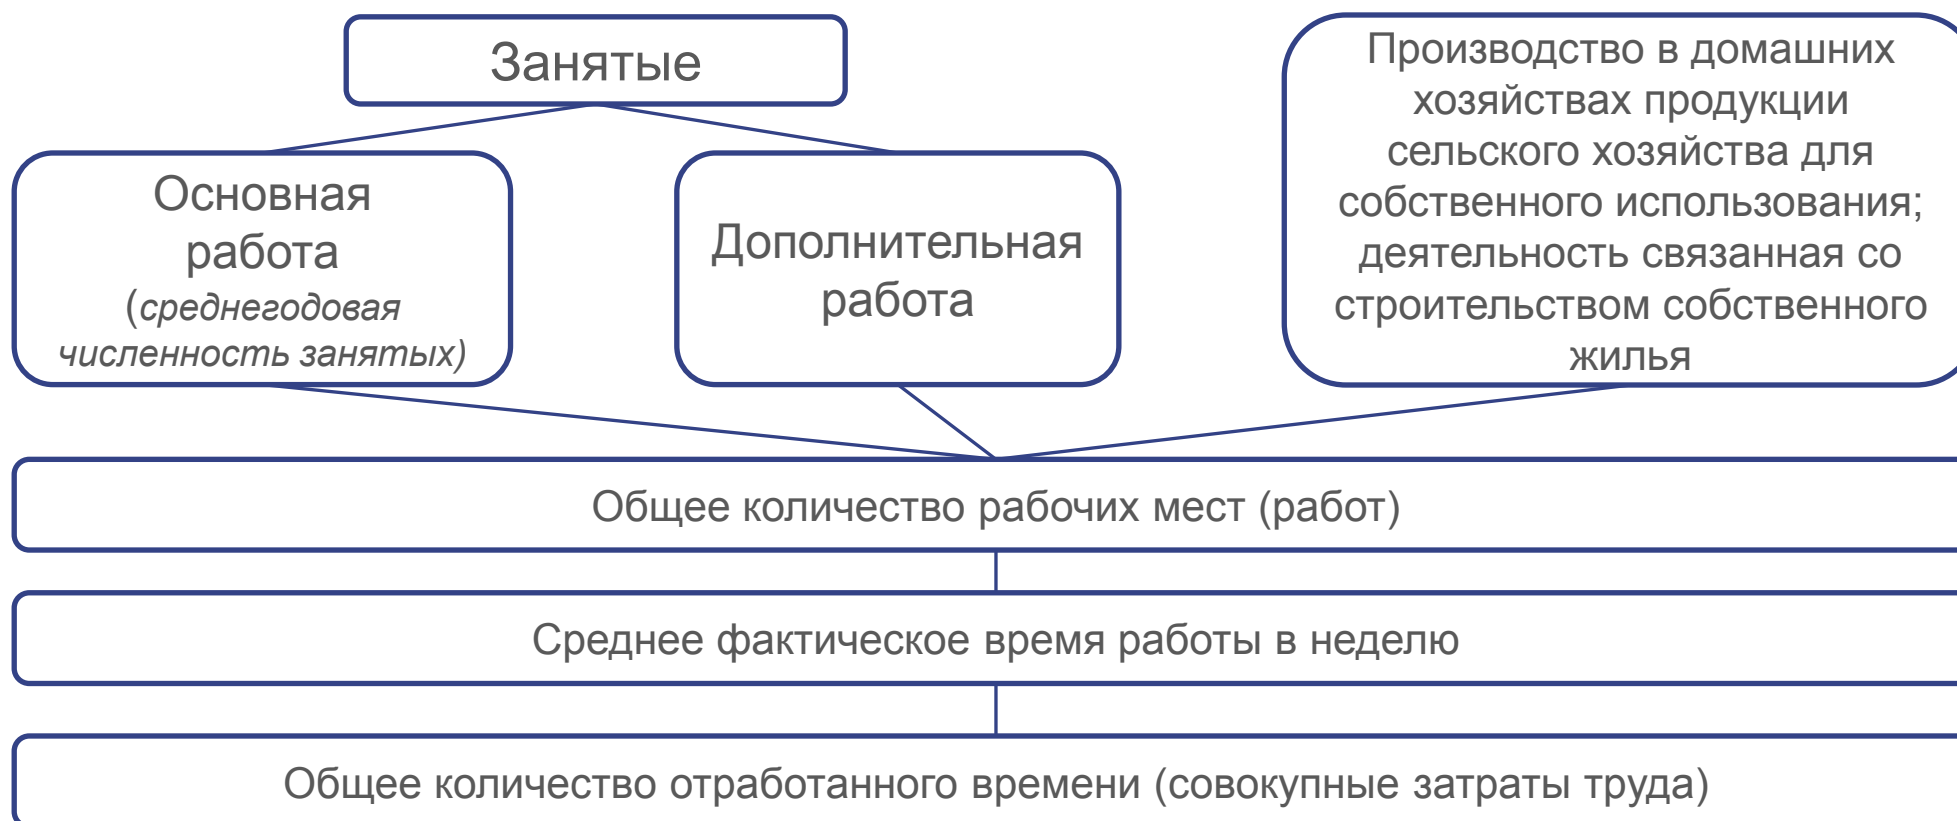 Занятые
Основная
работа
(среднегодовая
численность занятых)
Дополнительная
работа
Производство в домашних
хозяйствах продукции
сельского хозяйства для
собственного использования;
деятельность связанная со
строительством собственного
жилья
Общее количество рабочих мест (работ)
Среднее фактическое время работы в неделю
Общее количество отработанного времени (совокупные затраты труда)